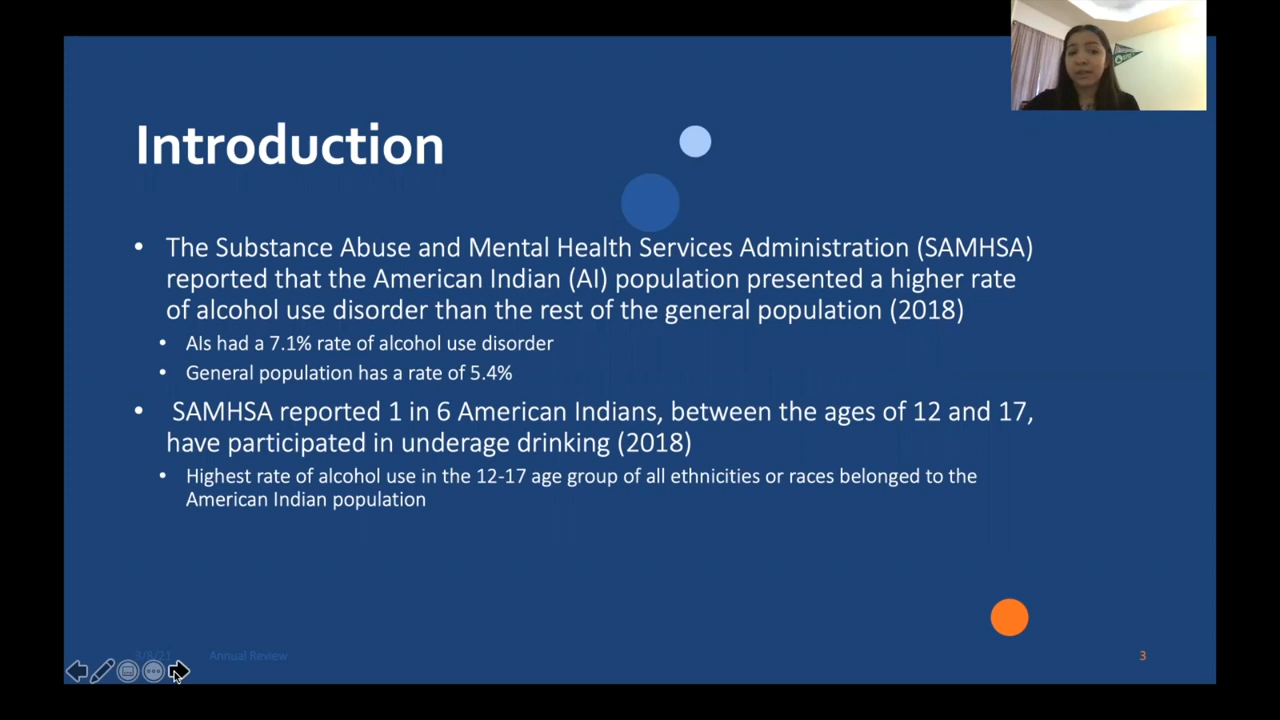 Introduction
• The Substance Abuse and Mental Health Services Administration (SAMHSA)
reported that the American Indian (AI) population presented a higher rate
of alcohol use disorder than the rest of the general population (2018)
• AIs had a 7.1% rate of alcohol use disorder
• General population has a rate of 5.4%
• SAMHSA reported 1 in 6 American Indians, between the ages of 12 and 17,
have participated in underage drinking (2018)
• Highest rate of alcohol use in the 12-17 age group of all ethnicities or races belonged to the
American Indian population
3/8/21 Annual Review 3